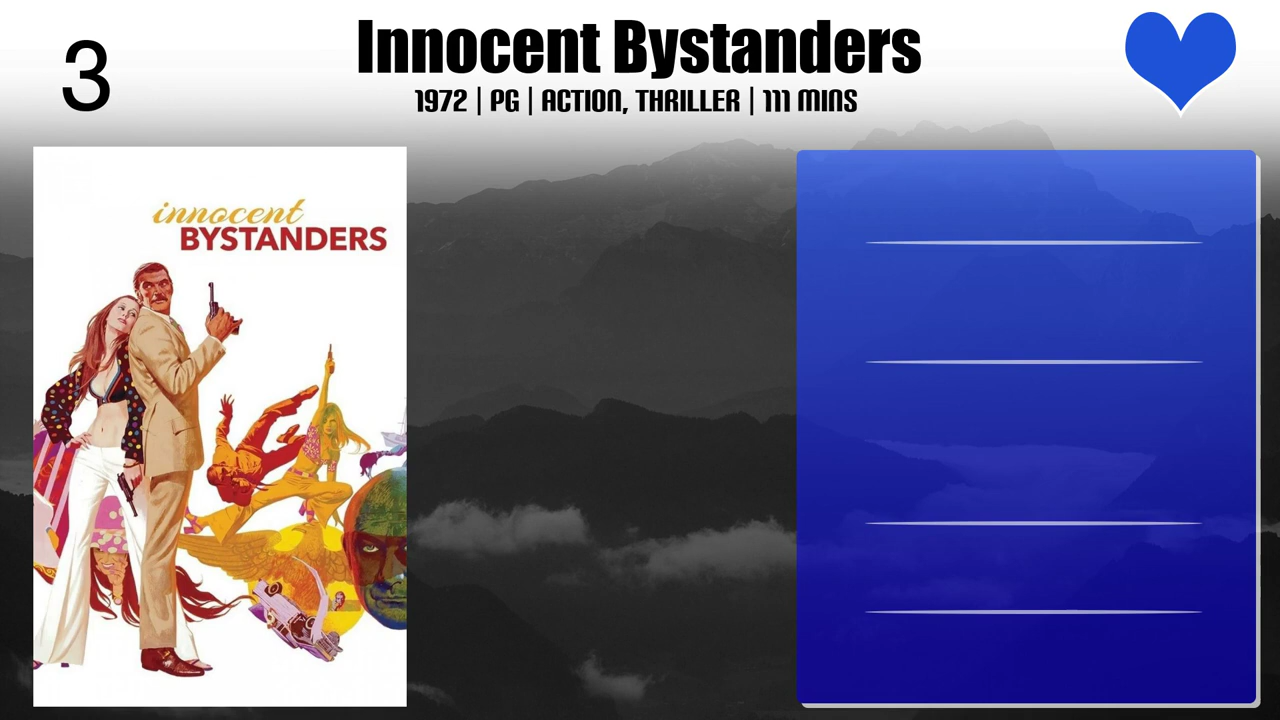 3
Innocent Bystanders
1972 | PG | ACTION, THRILLER | 111 MINS
innocent
BYSTANDERS